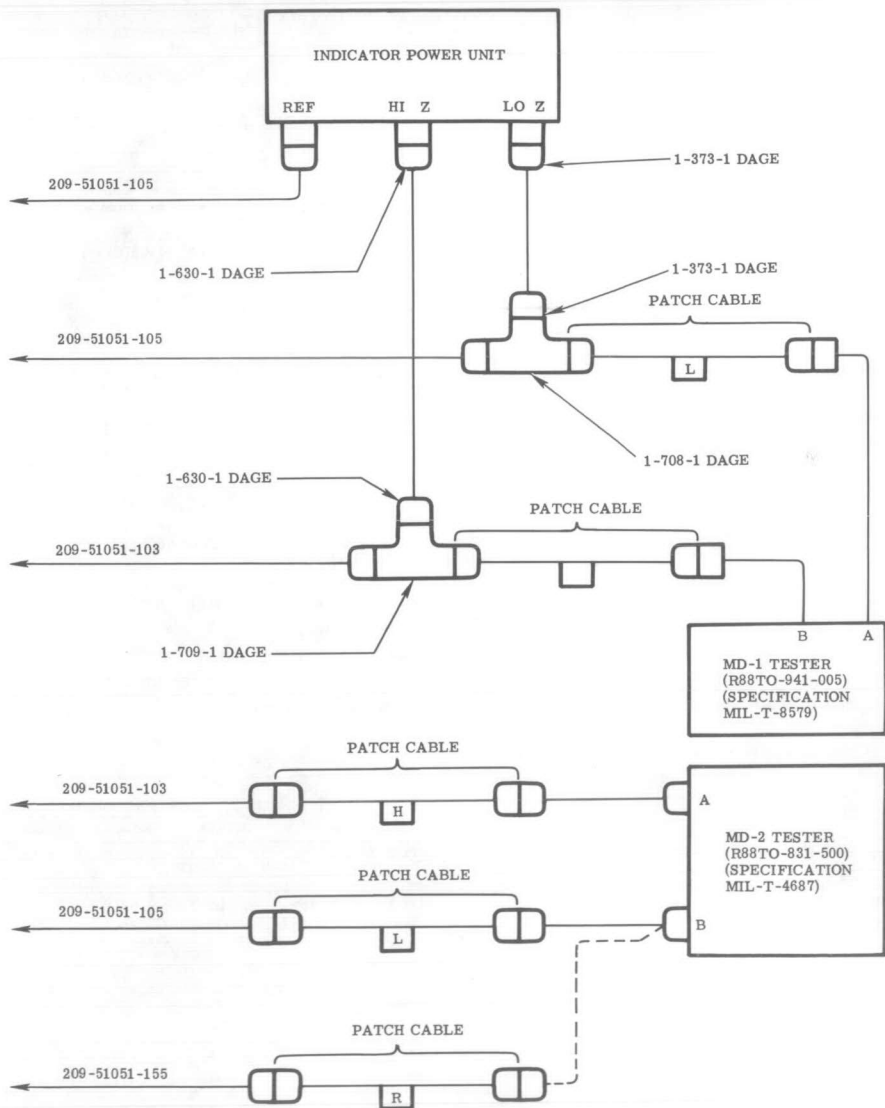 INDICATOR POWER UNIT
REF HI Z LO Z
1-373-1 DAGE
209-51051-105
1-630-1 DAGE
1-373-1 DAGE
PATCH CABLE
209-51051-105
L
1-708-1 DAGE
1-630-1 DAGE
PATCH CABLE
209-51051-103
1-709-1 DAGE
B A
MD-1 TESTER
(R88TO-941-005)
(SPECIFICATION
MIL-T-8579)
PATCH CABLE
209-51051-103
H
A
MD-2 TESTER
(R88TO-831-500)
(SPECIFICATION
MIL-T-4687)
PATCH CABLE
209-51051-105
L
B
PATCH CABLE
209-51051-155
R